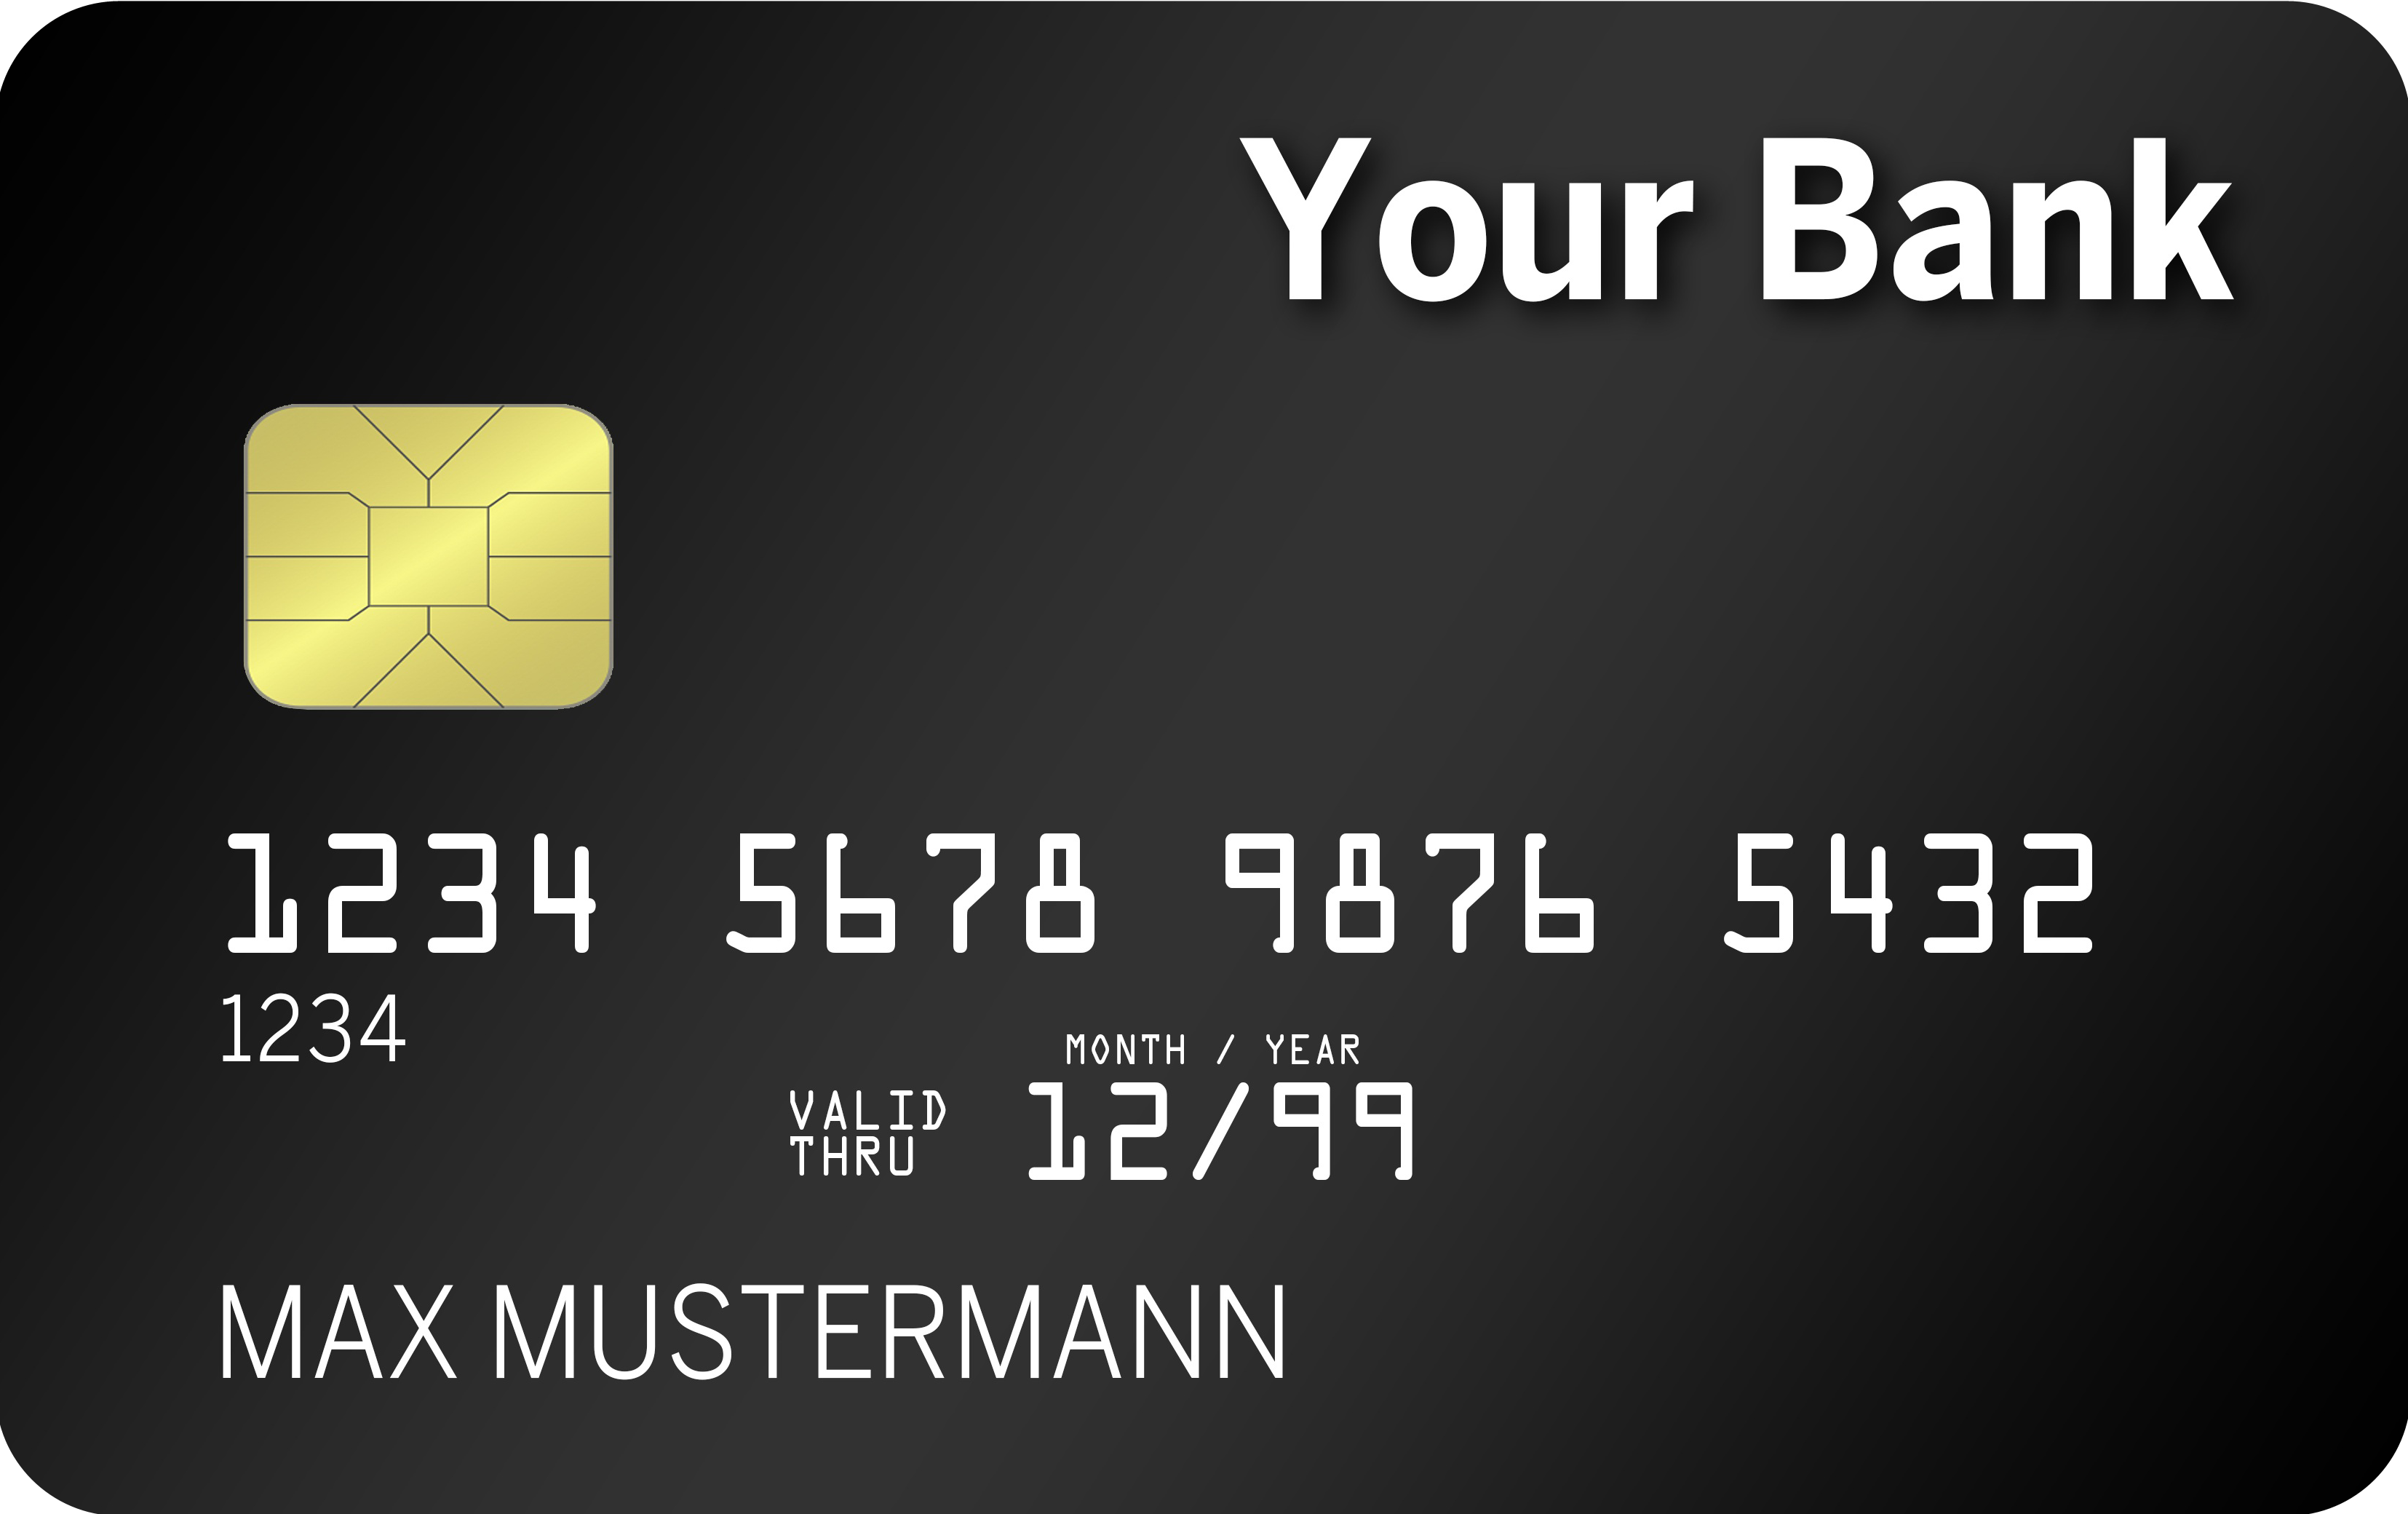 Your Bank
1234 5678 9876 5432
1234
MONTH / YEAR
VALID
THRU
12/99
MAX MUSTERMANN